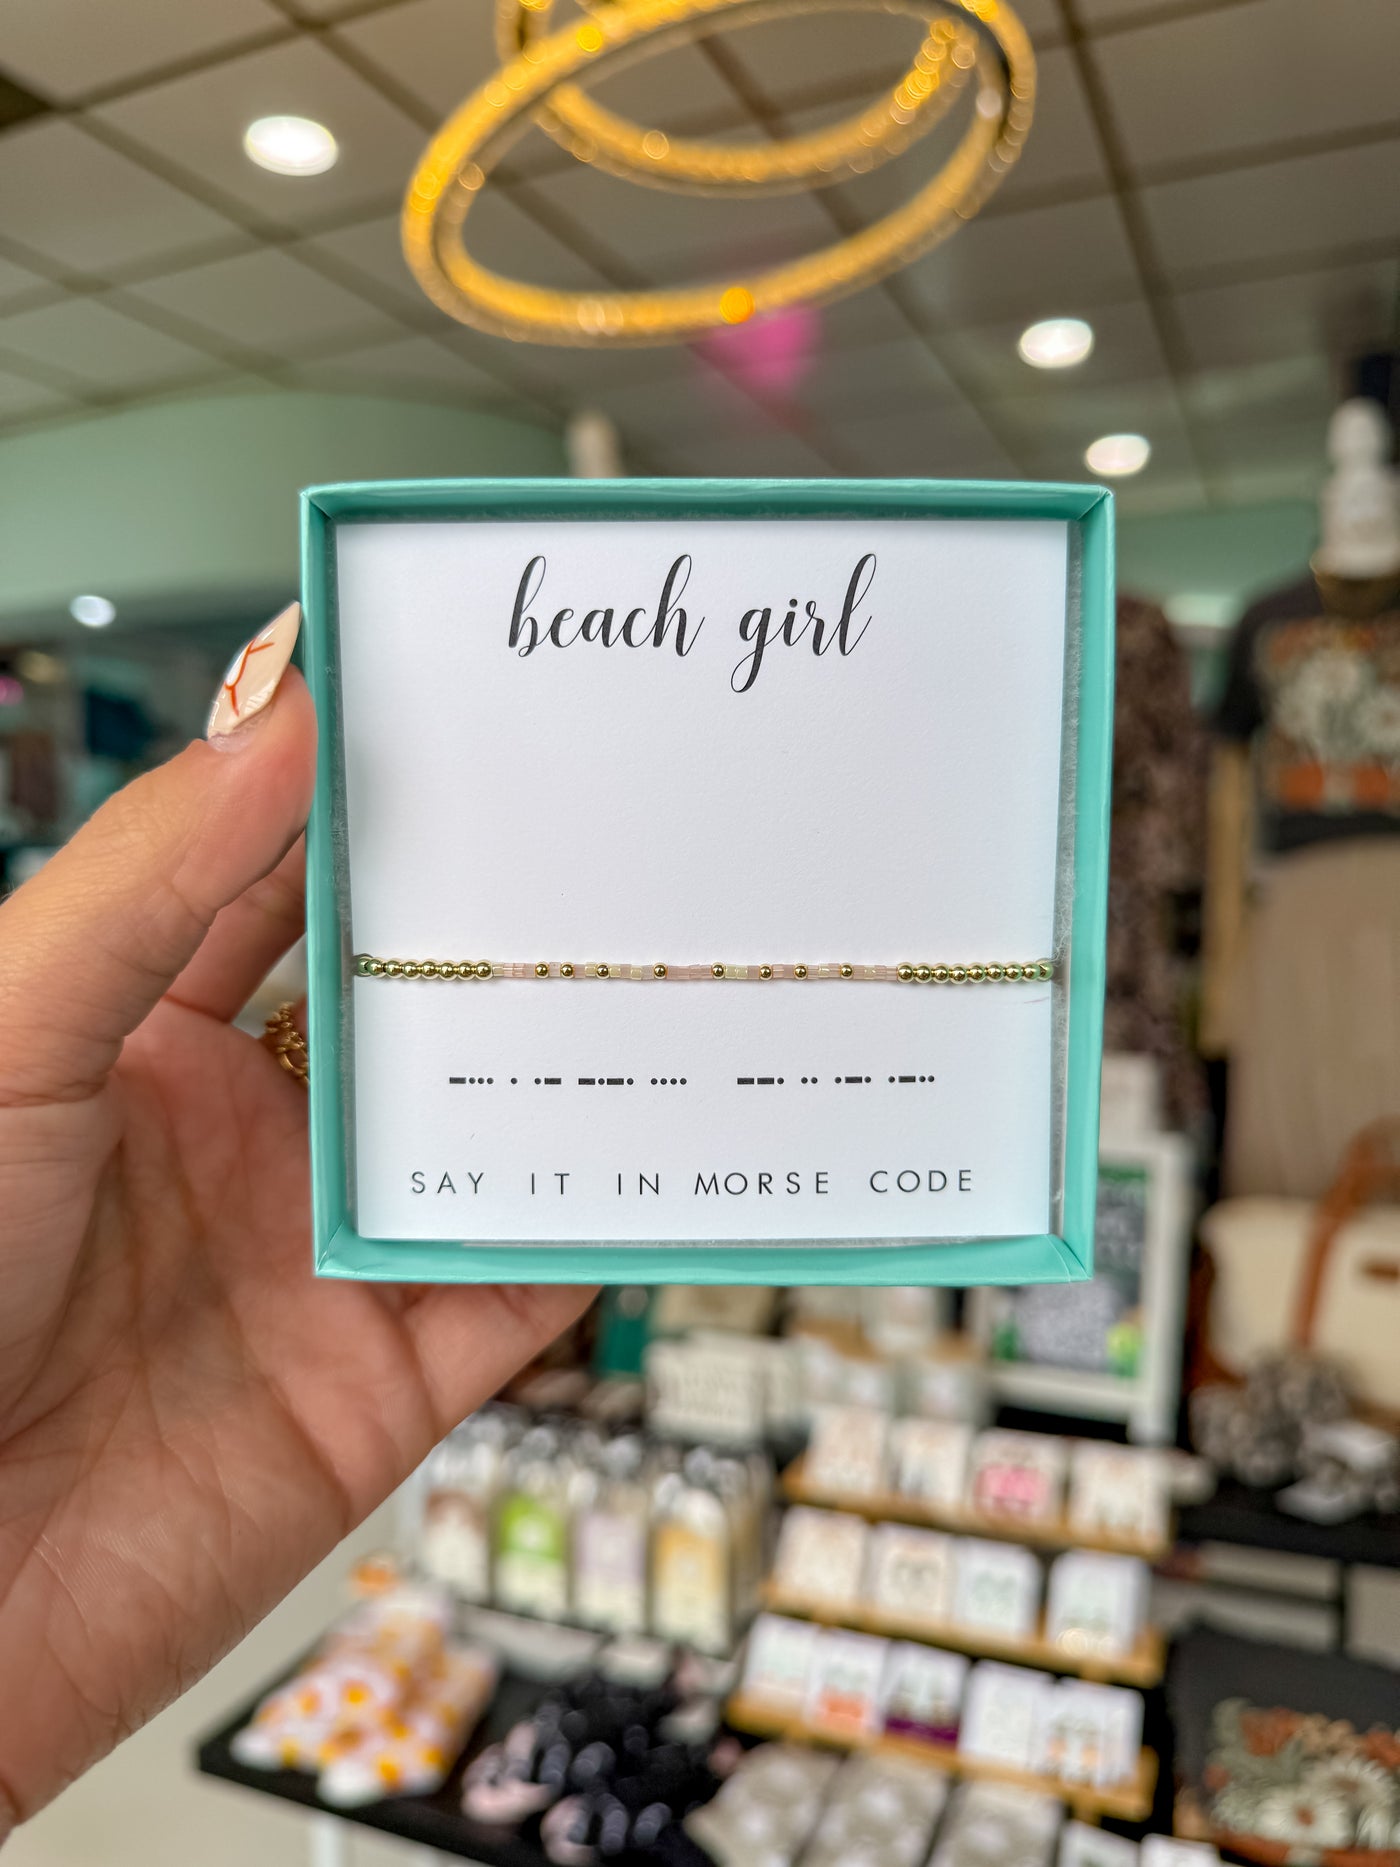 beach girl
−••• • •− −•−• •••• −−• •• •−• •−••
SAY IT IN MORSE CODE